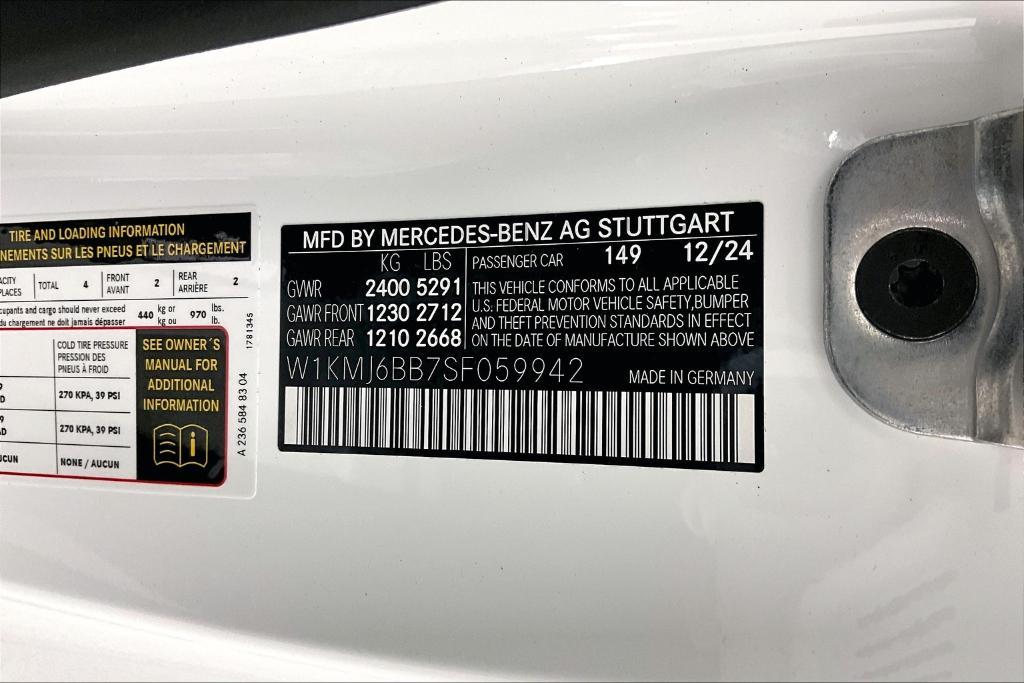 TIRE AND LOADING INFORMATION
NEMENTS SUR LES PNEUS ET LE CHARGEMENT
ACITY
PLACES
TOTAL 4
FRONT
AVANT 2
REAR
ARRIÈRE 2
cupants and cargo should never exceed
du chargement ne doit jamais dépasser
440 kg or
kg ou
970 lbs.
lb.
COLD TIRE PRESSURE
PRESSION DES
PNEUS À FROID
270 KPA, 39 PSI
270 KPA, 39 PSI
UCUN
NONE / AUCUN
SEE OWNER´S
MANUAL FOR
ADDITIONAL
INFORMATION
A 236 584 83 04
1781345
MFD BY MERCEDES-BENZ AG STUTTGART
KG LBS
GVWR 2400 5291
GAWR FRONT 1230 2712
GAWR REAR 1210 2668
PASSENGER CAR 149 12/24
THIS VEHICLE CONFORMS TO ALL APPLICABLE
U.S. FEDERAL MOTOR VEHICLE SAFETY,BUMPER
AND THEFT PREVENTION STANDARDS IN EFFECT
ON THE DATE OF MANUFACTURE SHOWN ABOVE
W1KMJ6BB7SF059942
MADE IN GERMANY